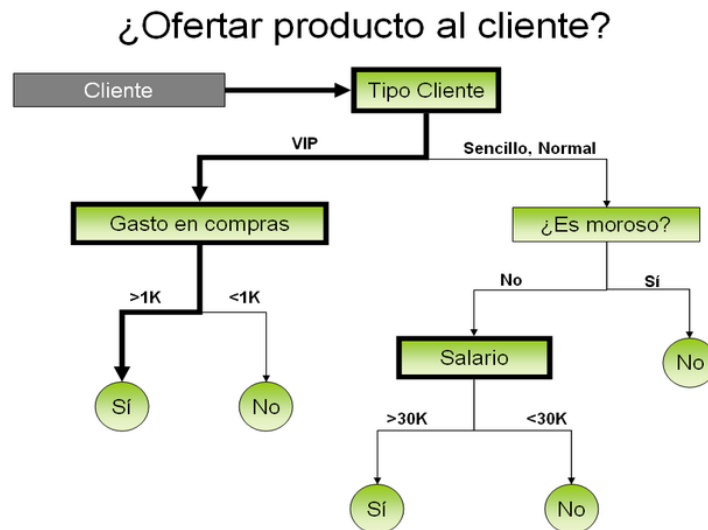 ¿Ofertar producto al cliente?
Cliente
Tipo Cliente
VIP
Sencillo, Normal
Gasto en compras
¿Es moroso?
>1K
<1K
No
Sí
Sí
No
Salario
No
>30K
<30K
Sí
No